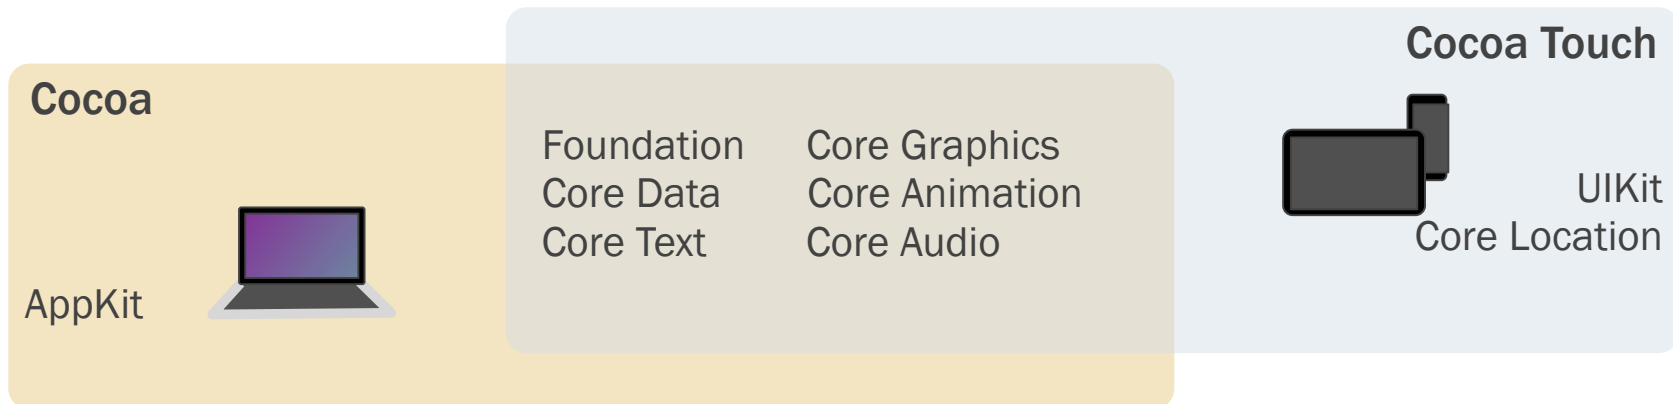 Cocoa Touch
Cocoa
Foundation
Core Data
Core Text
Core Graphics
Core Animation
Core Audio
UIKit
Core Location
AppKit